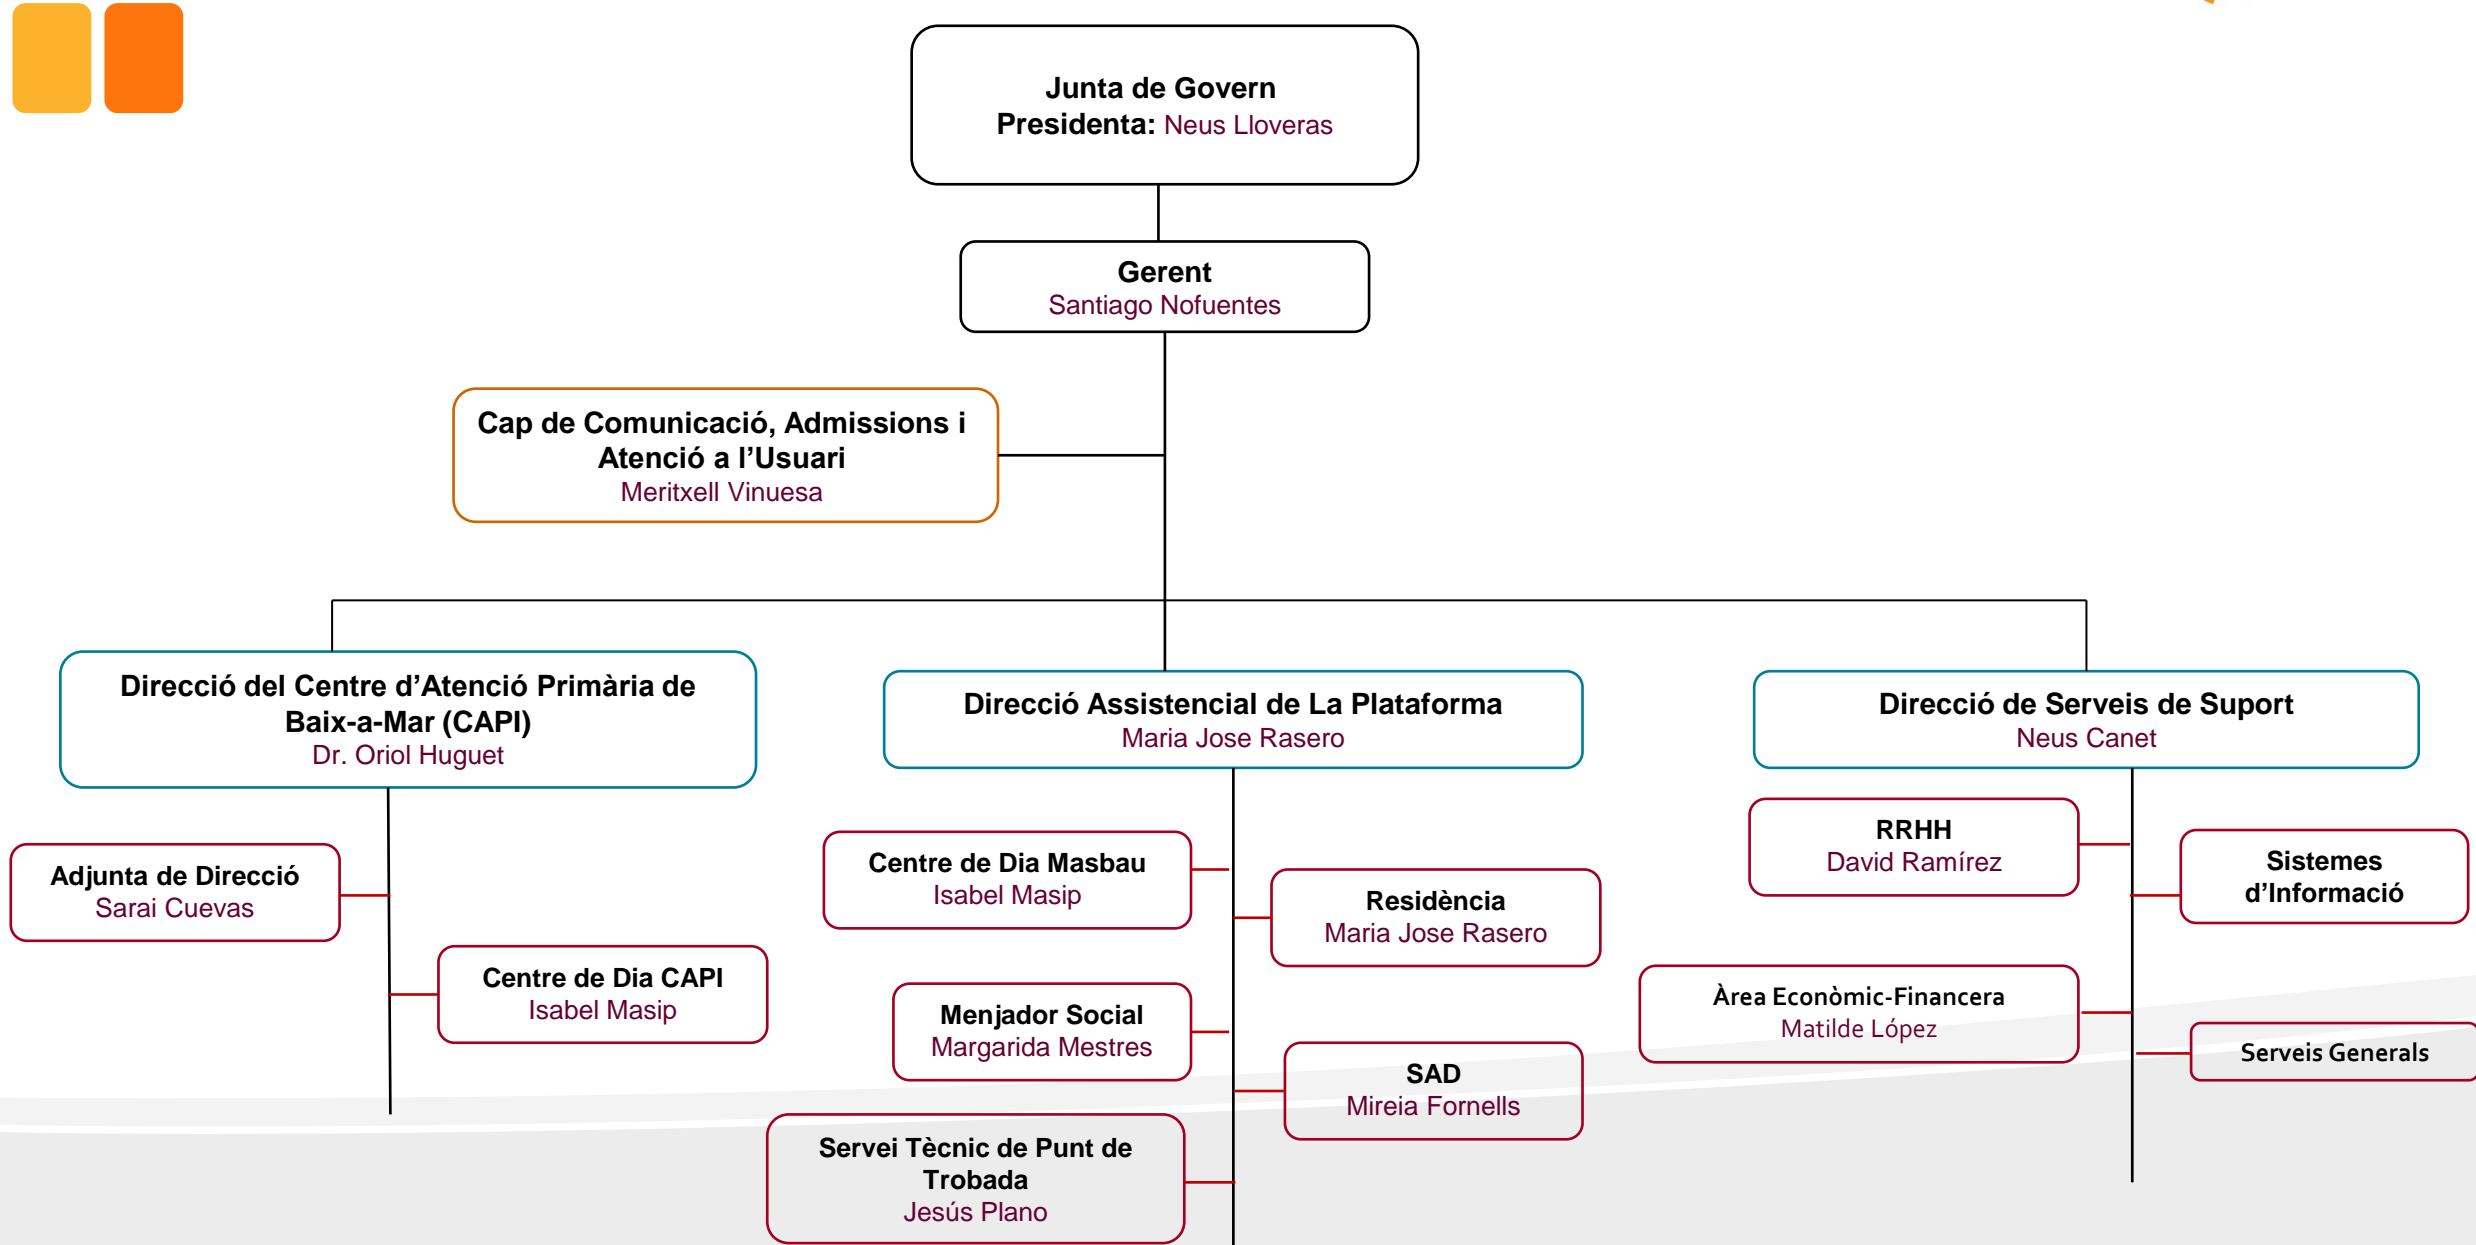 Junta de Govern
Presidenta: Neus Lloveras
Gerent
Santiago Nofuentes
Cap de Comunicació, Admissions i
Atenció a l’Usuari
Meritxell Vinuesa
Direcció del Centre d’Atenció Primària de
Baix-a-Mar (CAPI)
Dr. Oriol Huguet
Direcció Assistencial de La Plataforma
Maria Jose Rasero
Direcció de Serveis de Suport
Neus Canet
Adjunta de Direcció
Sarai Cuevas
Centre de Dia CAPI
Isabel Masip
Centre de Dia Masbau
Isabel Masip
Residència
Maria Jose Rasero
Menjador Social
Margarida Mestres
SAD
Mireia Fornells
Servei Tècnic de Punt de
Trobada
Jesús Plano
RRHH
David Ramírez
Sistemes
d’Informació
Àrea Econòmic-Financera
Matilde López
Serveis Generals